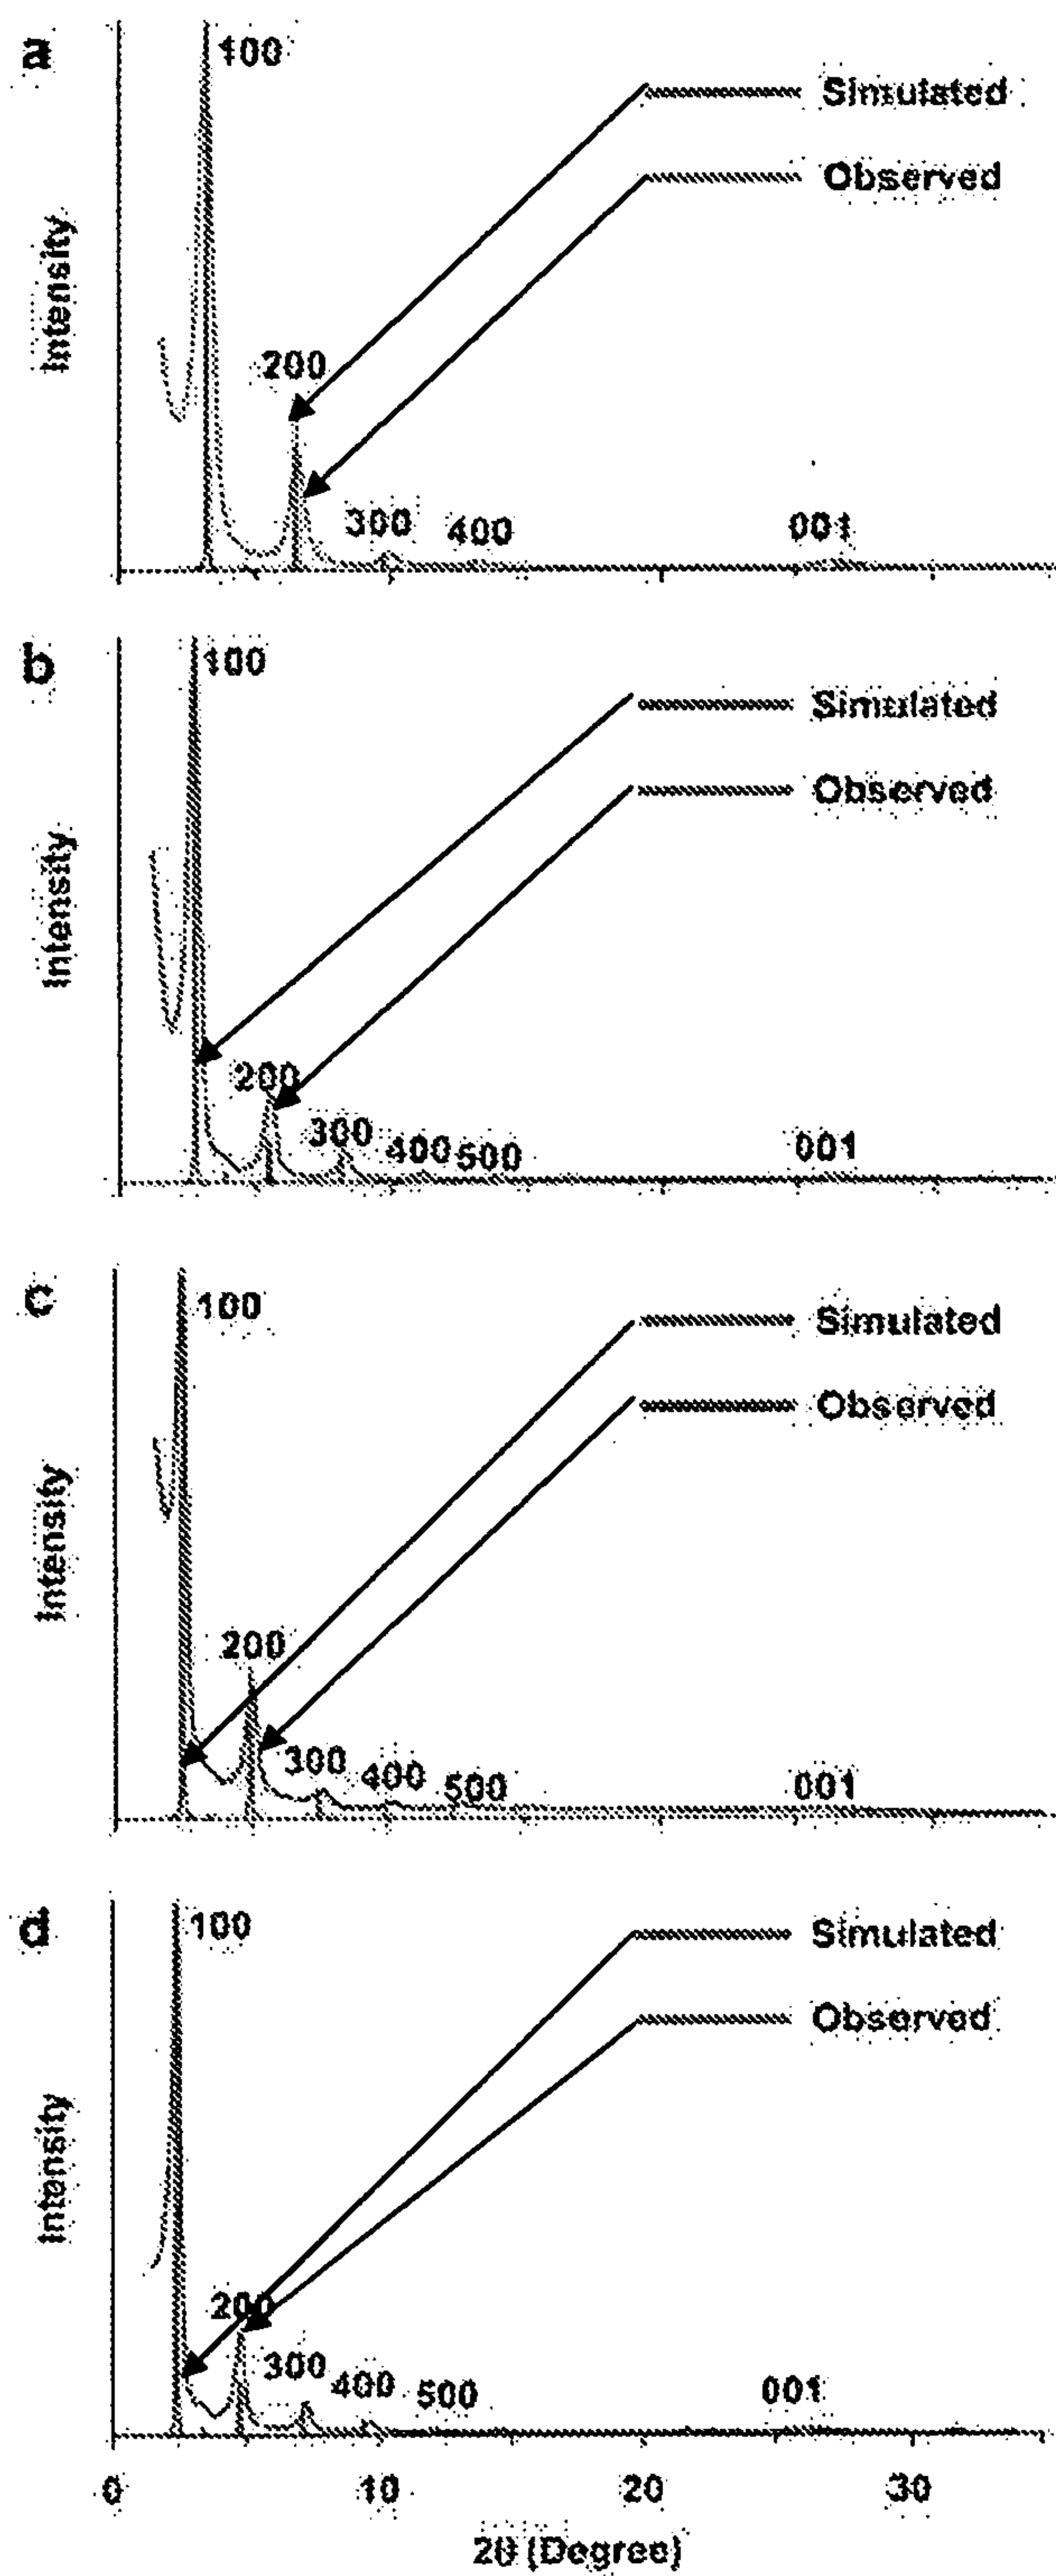 a
100
Simulated
Observed
Intensity
200
300 400 001
b
100
Simulated
Observed
Intensity
200
300 400 500 001
c
100
Simulated
Observed
Intensity
200
300 400 500 001
d
100
Simulated
Observed
Intensity
200
300 400 500 001
0 10 20 30
2θ (Degree)